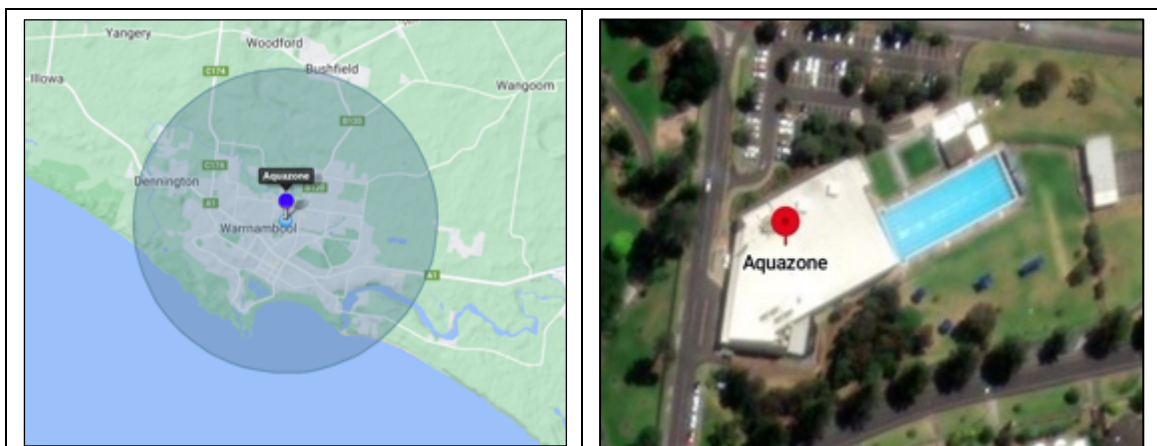 Yangery
Woodford
Bushfield
C174
Illowa
Wangoom
B120
C174
Aquazone
Dennington
B120
A1
Warrnambool
A1
Aquazone